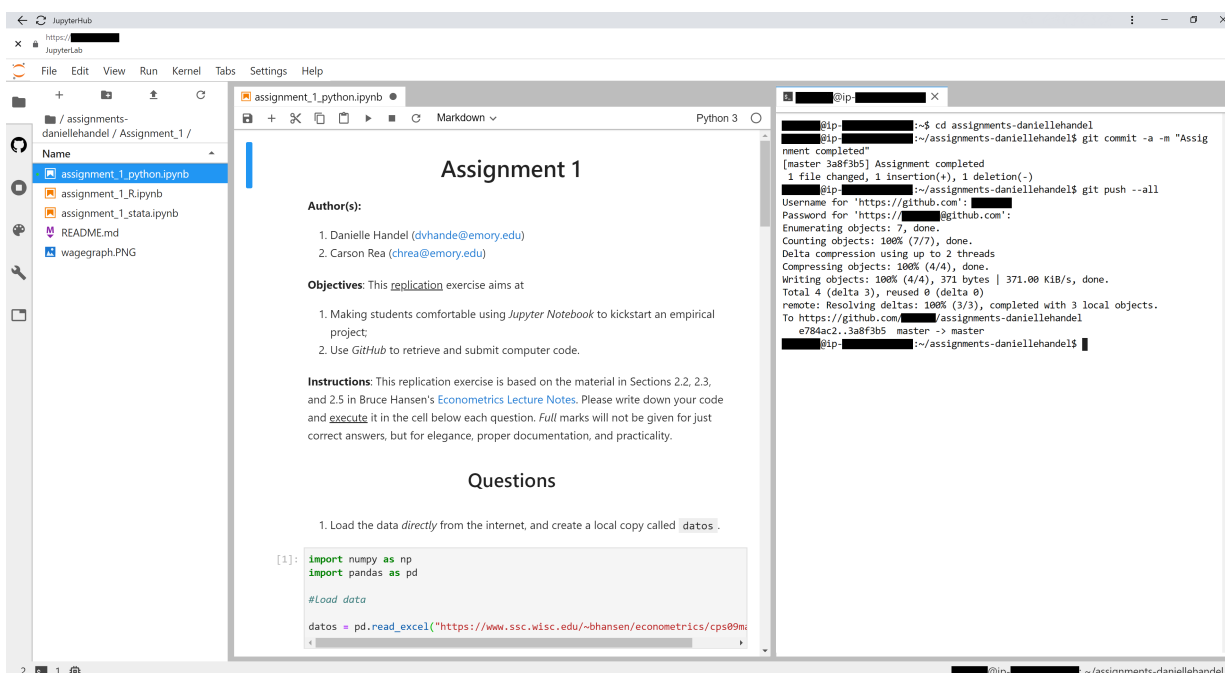 JupyterHub
https://
JupyterLab
File Edit View Run Kernel Tabs Settings Help
/ assignments-
daniellehandel / Assignment_1 /
Name
assignment_1_python.ipynb
assignment_1_R.ipynb
assignment_1_stata.ipynb
README.md
wagegraph.PNG
assignment_1_python.ipynb
Markdown
Python 3
Assignment 1
Author(s):
1. Danielle Handel (dvhande@emory.edu)
2. Carson Rea (chrea@emory.edu)
Objectives: This replication exercise aims at
1. Making students comfortable using Jupyter Notebook to kickstart an empirical
project;
2. Use GitHub to retrieve and submit computer code.
Instructions: This replication exercise is based on the material in Sections 2.2, 2.3,
and 2.5 in Bruce Hansen's Econometrics Lecture Notes. Please write down your code
and execute it in the cell below each question. Full marks will not be given for just
correct answers, but for elegance, proper documentation, and practicality.
Questions
1. Load the data directly from the internet, and create a local copy called datos .
[1]: import numpy as np
import pandas as pd
#Load data
datos = pd.read_excel("https://www.ssc.wisc.edu/~bhansen/econometrics/cps09ma
@ip-
@ip- :~$ cd assignments-daniellehandel
@ip- :~/assignments-daniellehandel$ git commit -a -m "Assig
nment completed"
[master 3a8f3b5] Assignment completed
1 file changed, 1 insertion(+), 1 deletion(-)
@ip- :~/assignments-daniellehandel$ git push --all
Username for 'https://github.com':
Password for 'https:// @github.com':
Enumerating objects: 7, done.
Counting objects: 100% (7/7), done.
Delta compression using up to 2 threads
Compressing objects: 100% (4/4), done.
Writing objects: 100% (4/4), 371 bytes | 371.00 KiB/s, done.
Total 4 (delta 3), reused 0 (delta 0)
remote: Resolving deltas: 100% (3/3), completed with 3 local objects.
To https://github.com/ /assignments-daniellehandel
e784ac2..3a8f3b5 master -> master
@ip- :~/assignments-daniellehandel$
2 1
@ip- : ~/assignments-daniellehandel